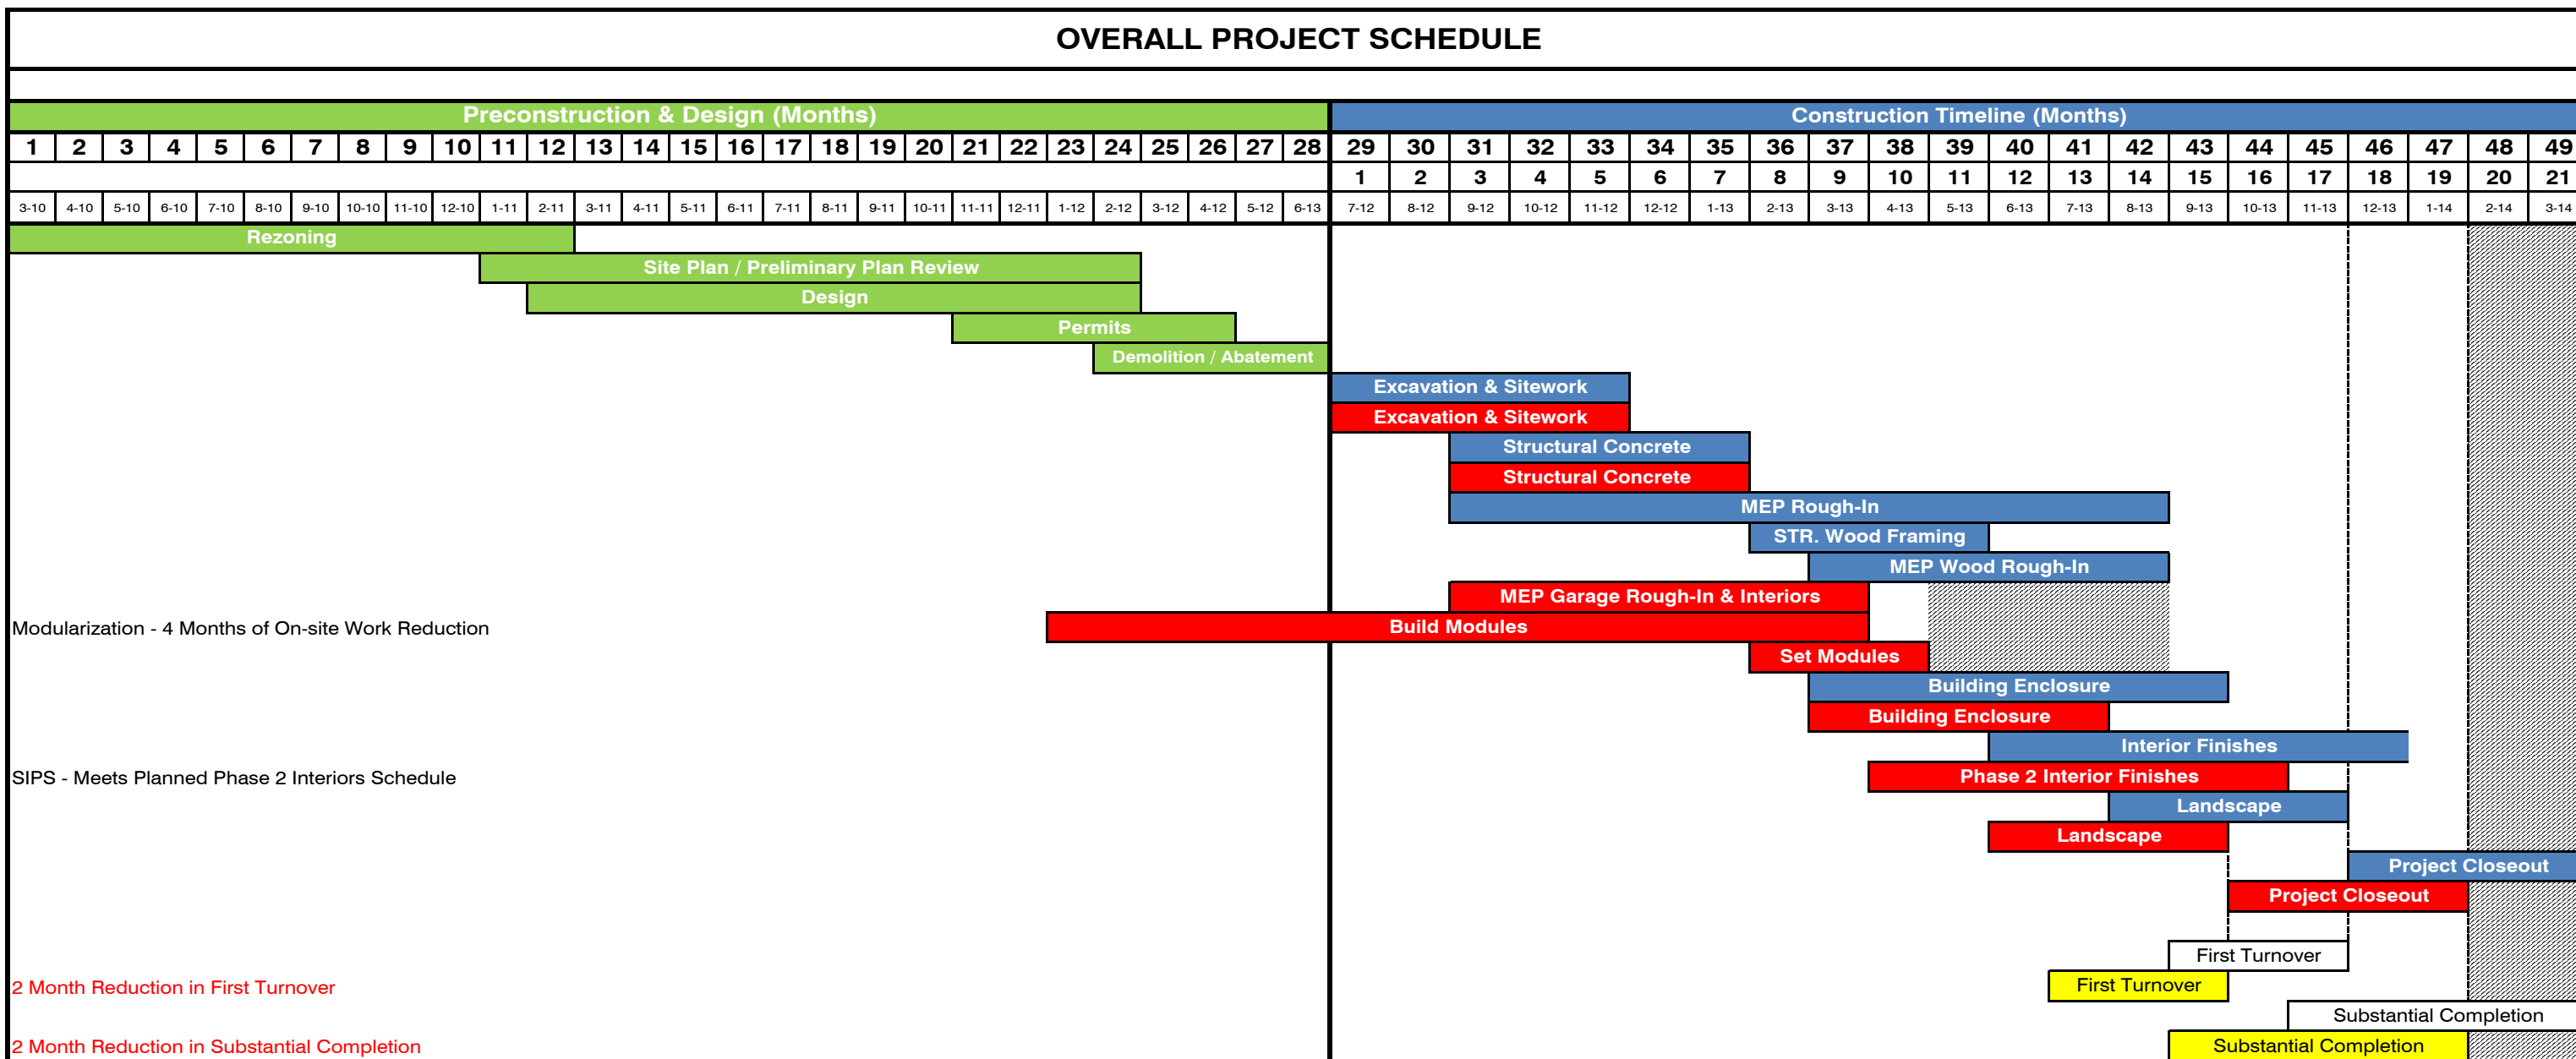 OVERALL PROJECT SCHEDULE
Preconstruction & Design (Months) Construction Timeline (Months)
1 2 3 4 5 6 7 8 9 10 11 12 13 14 15 16 17 18 19 20 21 22 23 24 25 26 27 28 29 30 31 32 33 34 35 36 37 38 39 40 41 42 43 44 45 46 47 48 49
1 2 3 4 5 6 7 8 9 10 11 12 13 14 15 16 17 18 19 20 21
3-10 4-10 5-10 6-10 7-10 8-10 9-10 10-10 11-10 12-10 1-11 2-11 3-11 4-11 5-11 6-11 7-11 8-11 9-11 10-11 11-11 12-11 1-12 2-12 3-12 4-12 5-12 6-13 7-12 8-12 9-12 10-12 11-12 12-12 1-13 2-13 3-13 4-13 5-13 6-13 7-13 8-13 9-13 10-13 11-13 12-13 1-14 2-14 3-14
Rezoning
Site Plan / Preliminary Plan Review
Design
Permits
Demolition / Abatement
Excavation & Sitework
Excavation & Sitework
Structural Concrete
Structural Concrete
MEP Rough-In
STR. Wood Framing
MEP Wood Rough-In
MEP Garage Rough-In & Interiors
Modularization - 4 Months of On-site Work Reduction Build Modules
Set Modules
Building Enclosure
Building Enclosure
Interior Finishes
SIPS - Meets Planned Phase 2 Interiors Schedule Phase 2 Interior Finishes
Landscape
Landscape
Project Closeout
Project Closeout
First Turnover
2 Month Reduction in First Turnover First Turnover
Substantial Completion
2 Month Reduction in Substantial Completion Substantial Completion